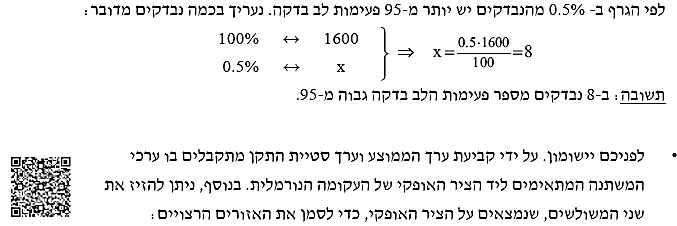 לפי הגרף ב- 0.5% מהנבדקים יש יותר מ-95 פעימות לב בדקה. נעריך בכמה נבדקים מדובר:
100% ↔ 1600
0.5% ↔ x } ⇒ x = 0.5·1600/100 = 8
תשובה: ב-8 נבדקים מספר פעימות הלב בדקה גבוה מ-95.
• לפניכם יישומון. על ידי קביעת ערך הממוצע וערך סטיית התקן מתקבלים בו ערכי
המשתנה המתאימים ליד הציר האופקי של העקומה הנורמלית. בנוסף, ניתן להזיז את
שני המשולשים, שנמצאים על הציר האופקי, כדי לסמן את האזורים הרצויים: